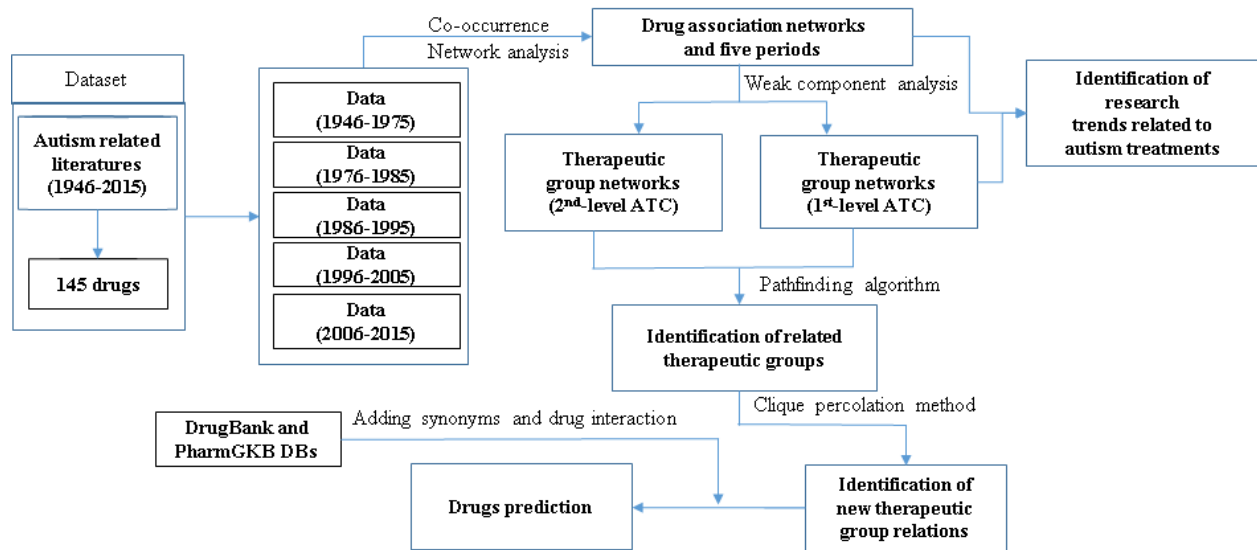 Dataset
Autism related
literatures
(1946-2015)
145 drugs
Co-occurrence
Network analysis
Data
(1946-1975)
Data
(1976-1985)
Data
(1986-1995)
Data
(1996-2005)
Data
(2006-2015)
Drug association networks
and five periods
Weak component analysis
Therapeutic
group networks
(2nd-level ATC)
Therapeutic
group networks
(1st-level ATC)
Identification of
research
trends related to
autism treatments
Pathfinding algorithm
Identification of related
therapeutic groups
Clique percolation method
Adding synonyms and drug interaction
DrugBank and
PharmGKB DBs
Drugs prediction
Identification of
new therapeutic
group relations